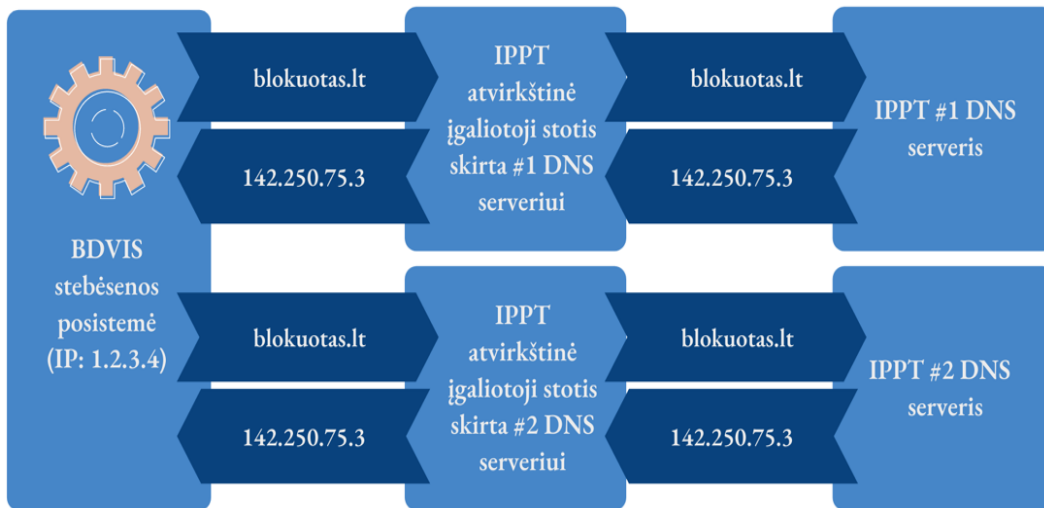 BDVIS
stebėsenos
posistemė
(IP: 1.2.3.4)
blokuotas.lt
142.250.75.3
IPPT
atvirkštinė
įgaliotoji stotis
skirta #1 DNS
serveriui
blokuotas.lt
142.250.75.3
IPPT #1 DNS
serveris
blokuotas.lt
142.250.75.3
IPPT
atvirkštinė
įgaliotoji stotis
skirta #2 DNS
serveriui
blokuotas.lt
142.250.75.3
IPPT #2 DNS
serveris